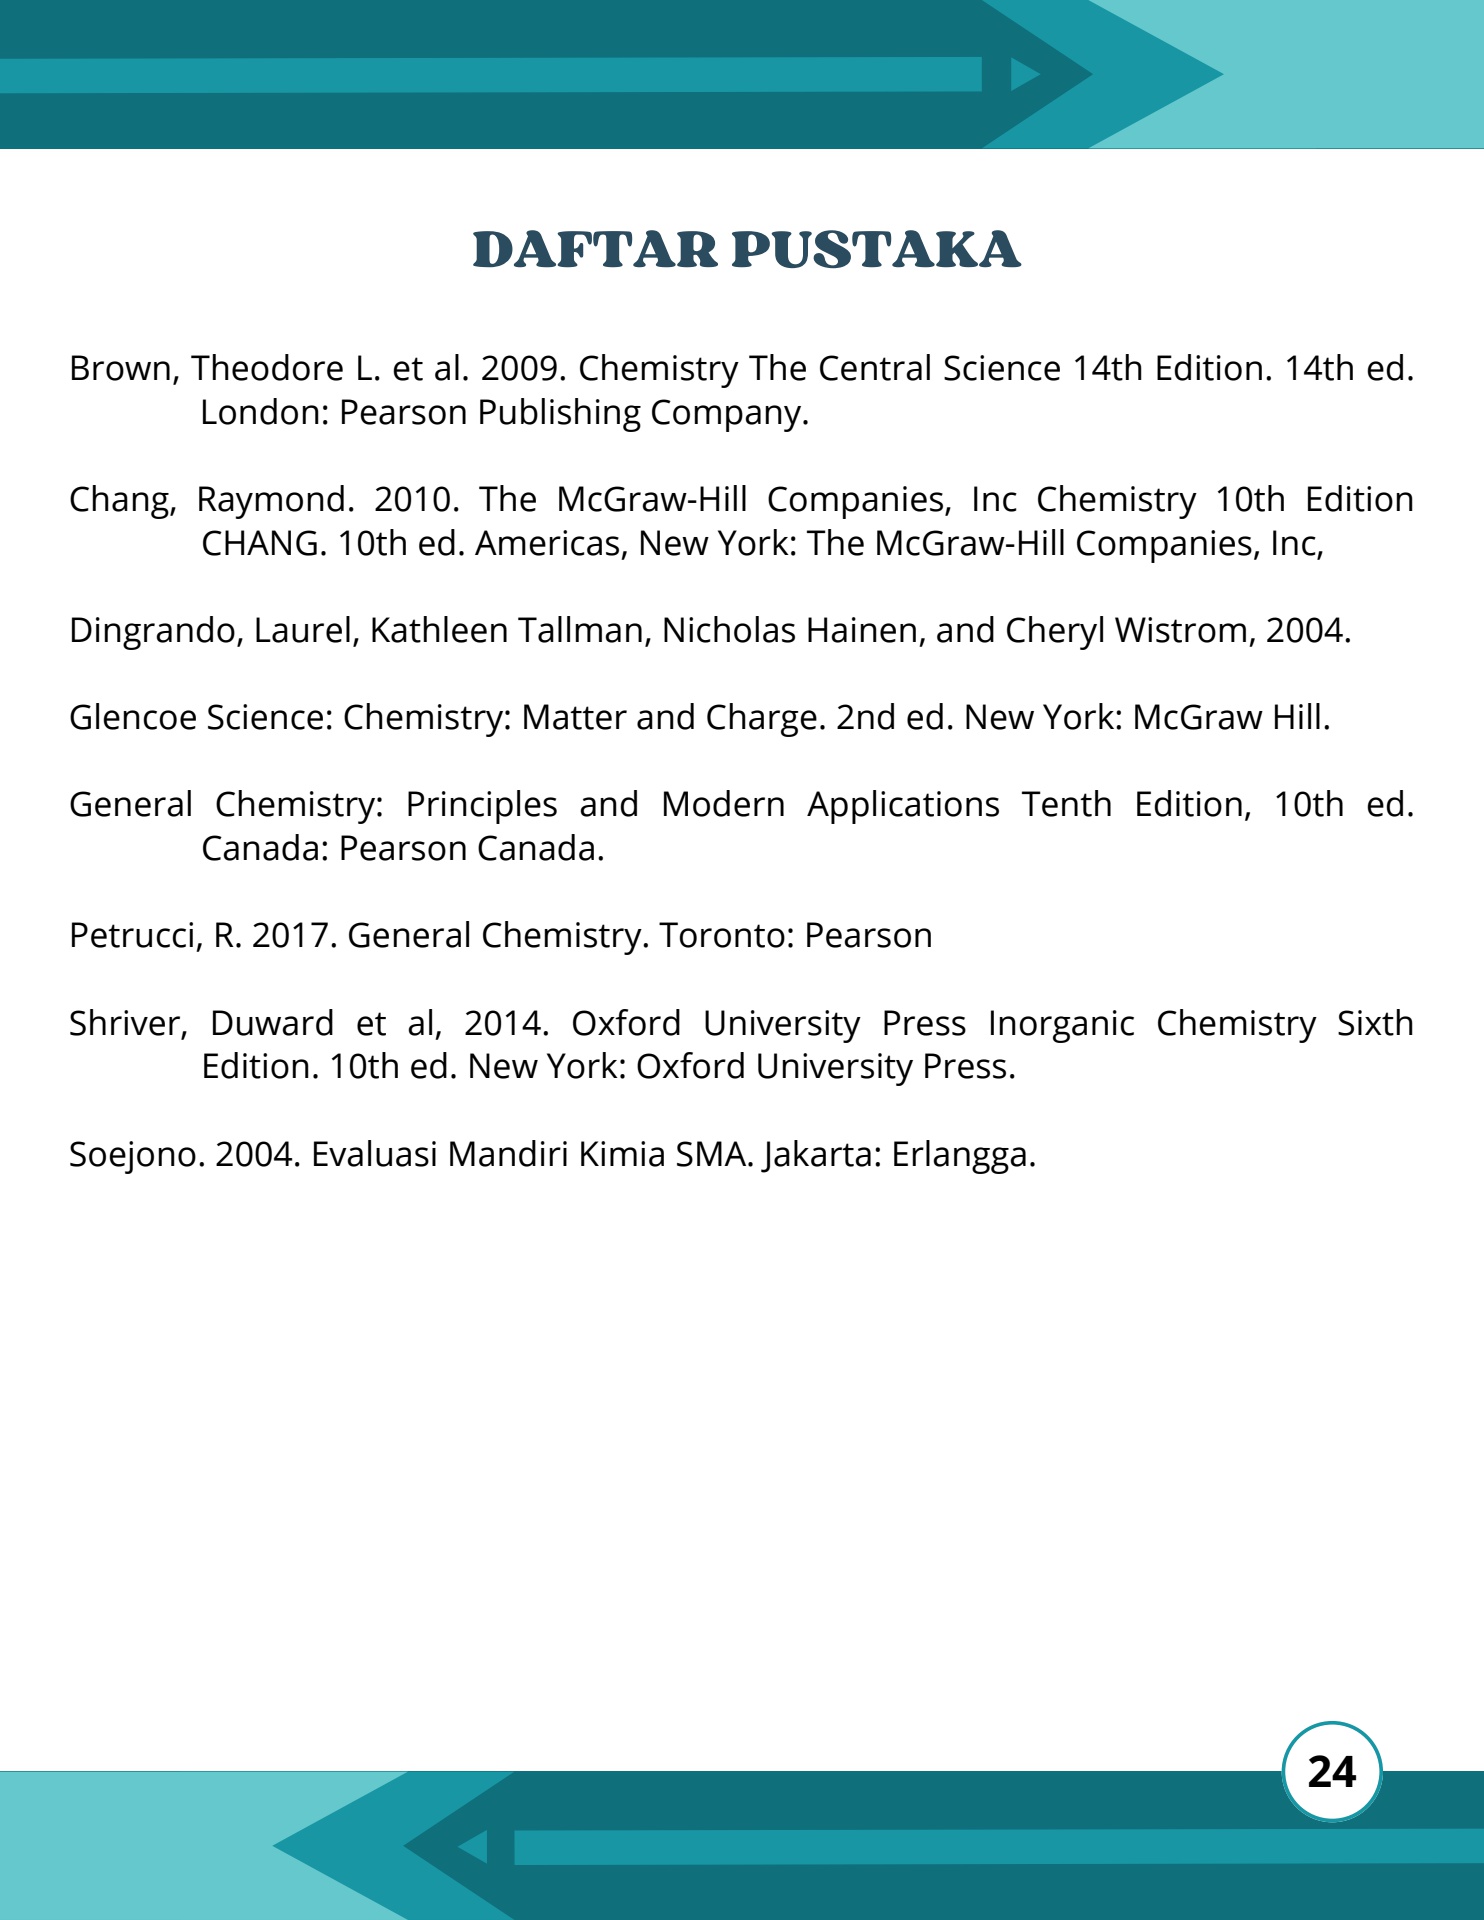 DAFTAR PUSTAKA
Brown, Theodore L. et al. 2009. Chemistry The Central Science 14th Edition. 14th ed.
London: Pearson Publishing Company.
Chang, Raymond. 2010. The McGraw-Hill Companies, Inc Chemistry 10th Edition
CHANG. 10th ed. Americas, New York: The McGraw-Hill Companies, Inc,
Dingrando, Laurel, Kathleen Tallman, Nicholas Hainen, and Cheryl Wistrom, 2004.
Glencoe Science: Chemistry: Matter and Charge. 2nd ed. New York: McGraw Hill.
General Chemistry: Principles and Modern Applications Tenth Edition, 10th ed.
Canada: Pearson Canada.
Petrucci, R. 2017. General Chemistry. Toronto: Pearson
Shriver, Duward et al, 2014. Oxford University Press Inorganic Chemistry Sixth
Edition. 10th ed. New York: Oxford University Press.
Soejono. 2004. Evaluasi Mandiri Kimia SMA. Jakarta: Erlangga.
24